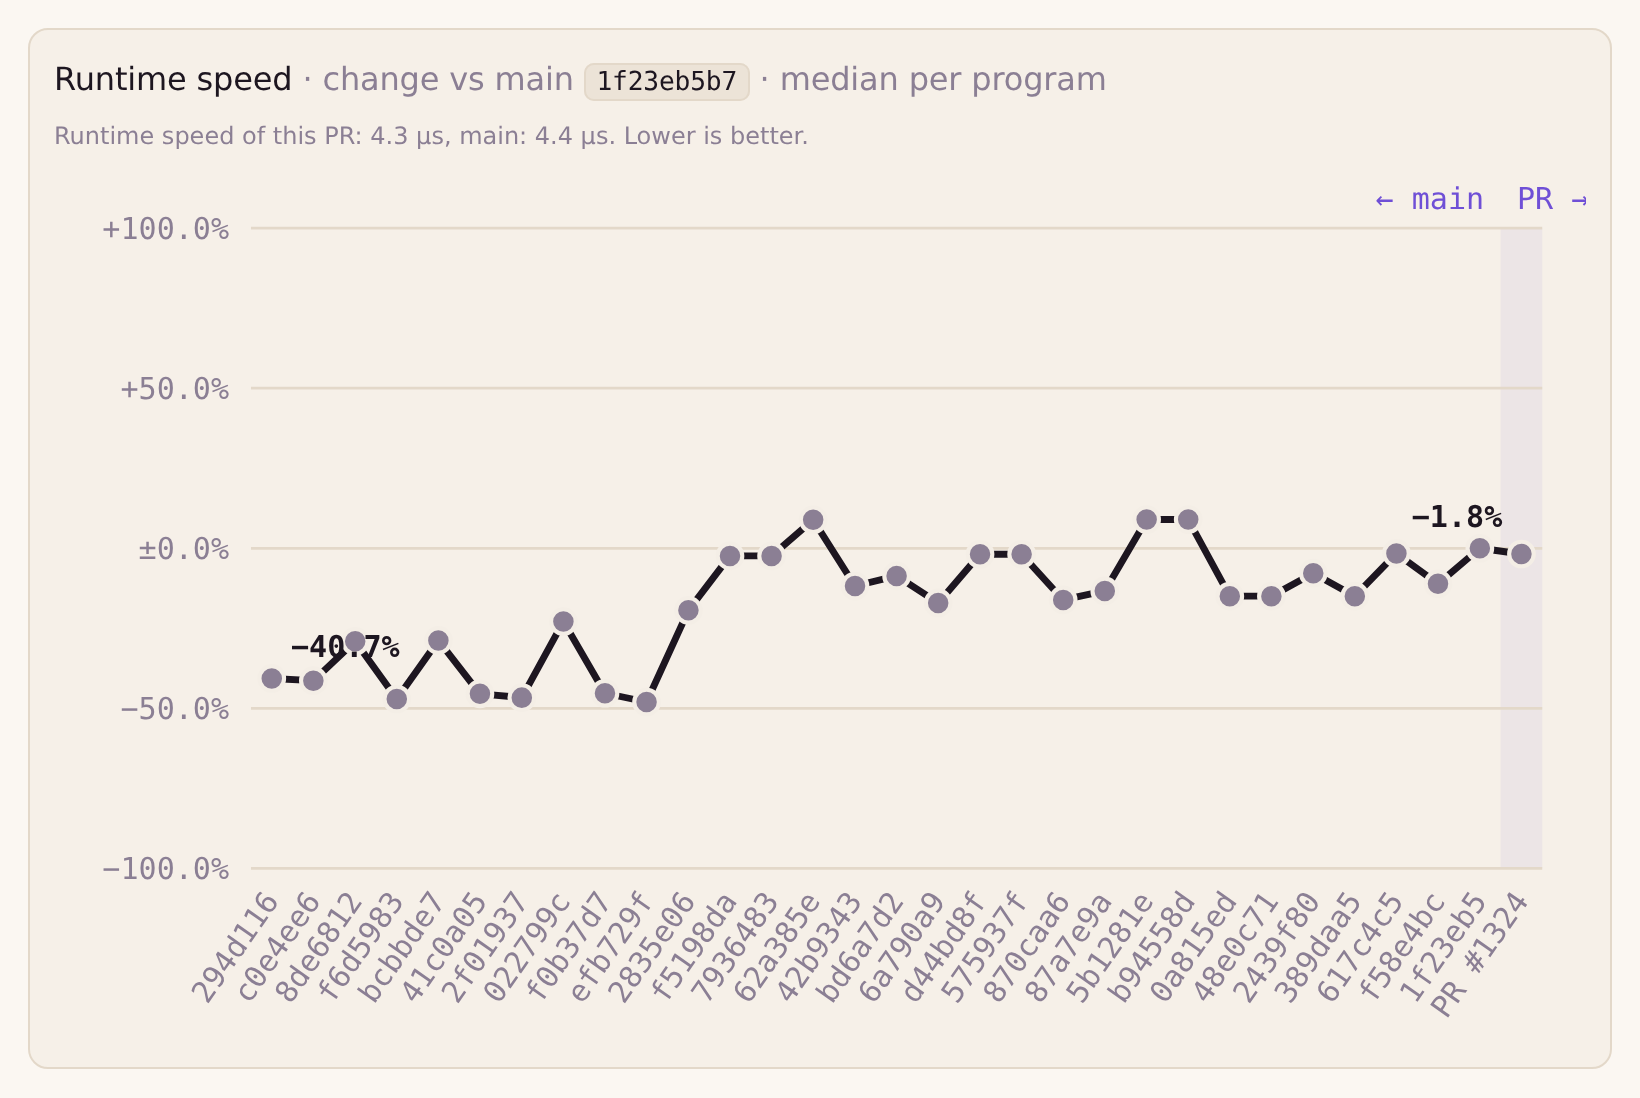 Runtime speed · change vs main 1f23eb5b7 · median per program
Runtime speed of this PR: 4.3 µs, main: 4.4 µs. Lower is better.
← main PR →
+100.0%
+50.0%
±0.0%
−50.0%
−100.0%
−40.7%
−1.8%
294d116
c0e4ee6
8de6812
f6d5983
bcbbde7
41c0a05
2f01937
022799c
f0b37d7
efb729f
2835e06
f5198da
7936483
62a385e
42b9343
bd6a7d2
6a790a9
d44bd8f
575937f
870caa6
87a7e9a
5b1281e
b94558d
0a815ed
48e0c71
2439f80
389daa5
617c4c5
f58e4bc
1f23eb5
PR #1324